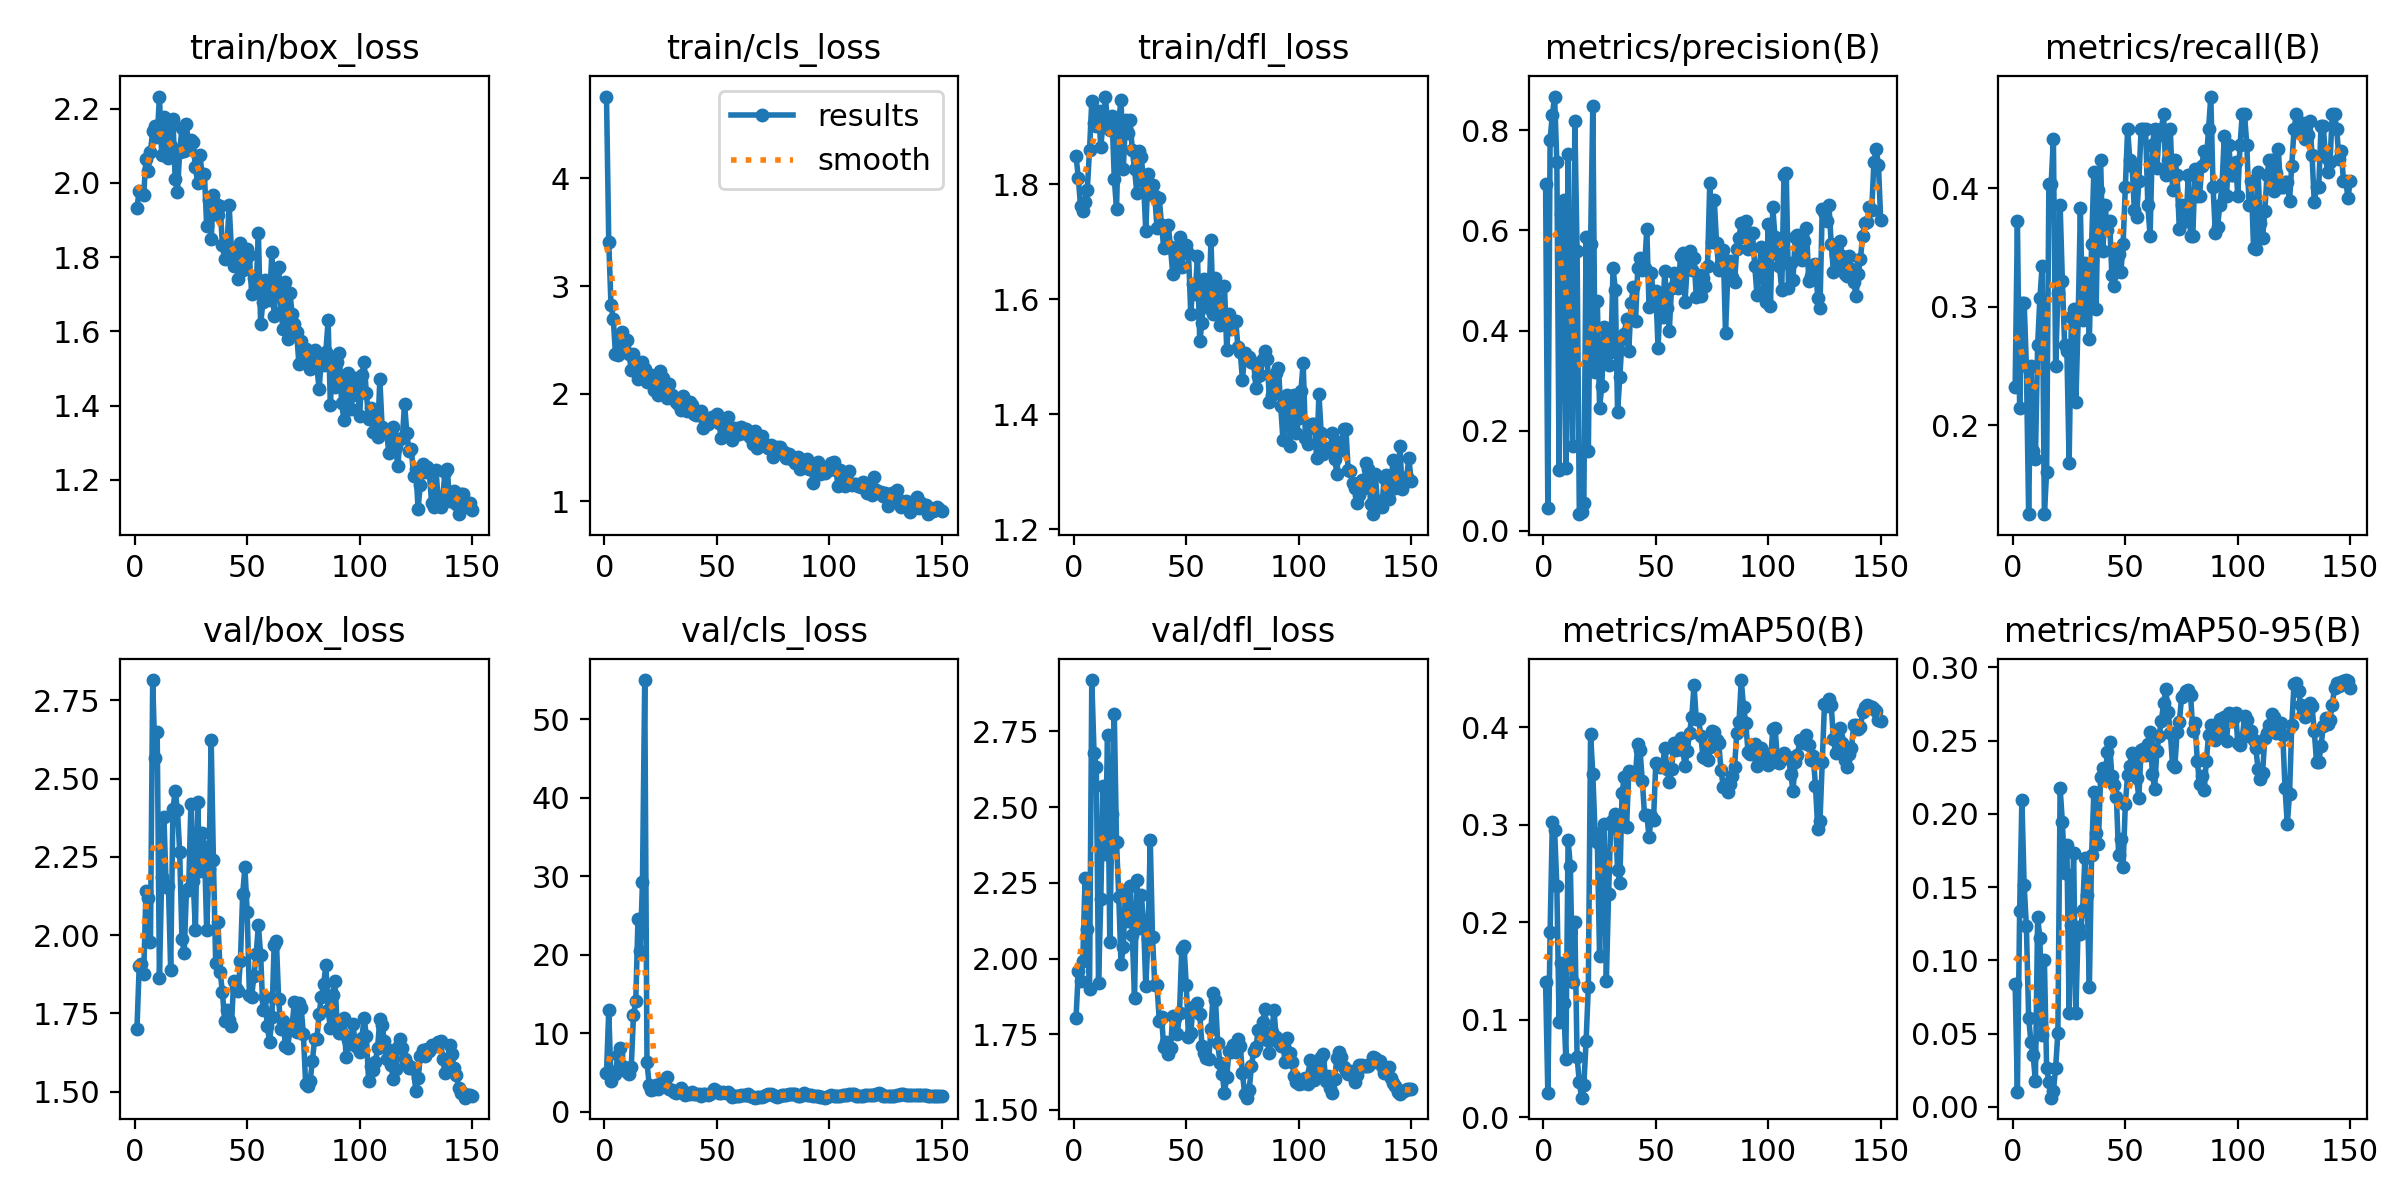 train/box_loss
train/cls_loss
train/dfl_loss
metrics/precision(B)
metrics/recall(B)
2.2
2.0
1.8
1.6
1.4
1.2
0 50 100 150
results
smooth
4
3
2
1
0 50 100 150
1.8
1.6
1.4
1.2
0 50 100 150
0.8
0.6
0.4
0.2
0.0
0 50 100 150
0.4
0.3
0.2
0 50 100 150
val/box_loss
val/cls_loss
val/dfl_loss
metrics/mAP50(B)
metrics/mAP50-95(B)
2.75
2.50
2.25
2.00
1.75
1.50
0 50 100 150
50
40
30
20
10
0
0 50 100 150
2.75
2.50
2.25
2.00
1.75
1.50
0 50 100 150
0.4
0.3
0.2
0.1
0.0
0 50 100 150
0.30
0.25
0.20
0.15
0.10
0.05
0.00
0 50 100 150